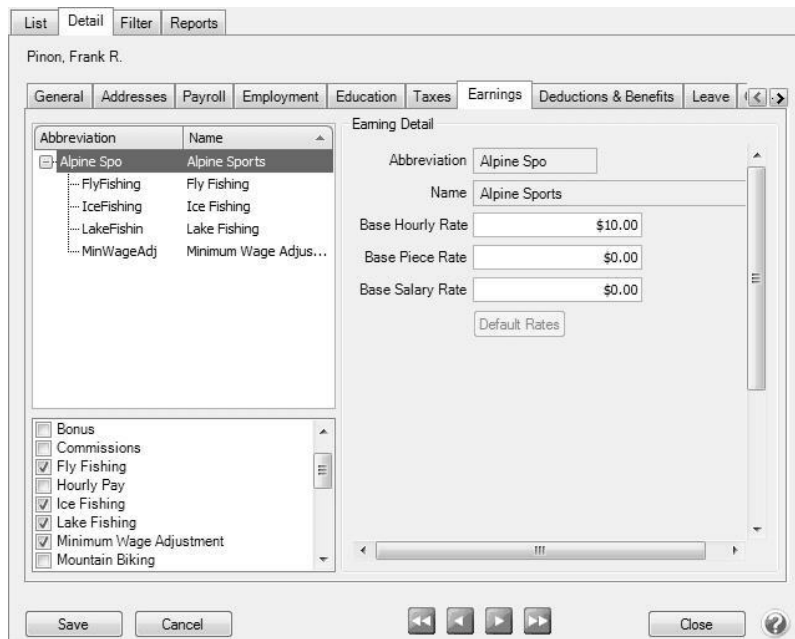 List Detail Filter Reports
Pinon, Frank R.
General Addresses Payroll Employment Education Taxes Earnings Deductions & Benefits Leave
Abbreviation Name
Alpine Spo Alpine Sports
FlyFishing Fly Fishing
IceFishing Ice Fishing
LakeFishin Lake Fishing
MinWageAdj Minimum Wage Adjus...
Bonus
Commissions
Fly Fishing
Hourly Pay
Ice Fishing
Lake Fishing
Minimum Wage Adjustment
Mountain Biking
Earning Detail
Abbreviation Alpine Spo
Name Alpine Sports
Base Hourly Rate $10.00
Base Piece Rate $0.00
Base Salary Rate $0.00
Default Rates
Save Cancel Close ?